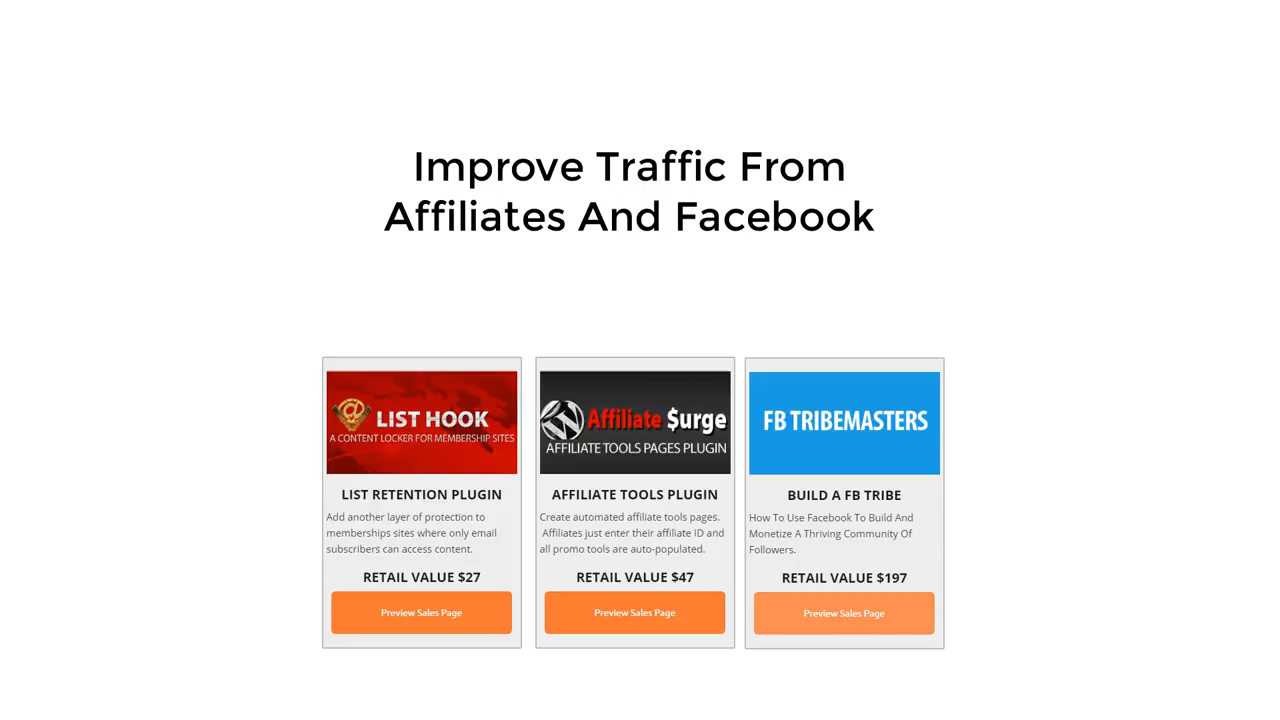 Improve Traffic From
Affiliates And Facebook
LIST HOOK
A CONTENT LOCKER FOR MEMBERSHIP SITES
LIST RETENTION PLUGIN
Add another layer of protection to
memberships sites where only email
subscribers can access content.
RETAIL VALUE $27
Preview Sales Page
Affiliate $urge
AFFILIATE TOOLS PAGES PLUGIN
AFFILIATE TOOLS PLUGIN
Create automated affiliate tools pages.
Affiliates just enter their affiliate ID and
all promo tools are auto-populated.
RETAIL VALUE $47
Preview Sales Page
FB TRIBEMASTERS
BUILD A FB TRIBE
How To Use Facebook To Build And
Monetize A Thriving Community Of
Followers.
RETAIL VALUE $197
Preview Sales Page